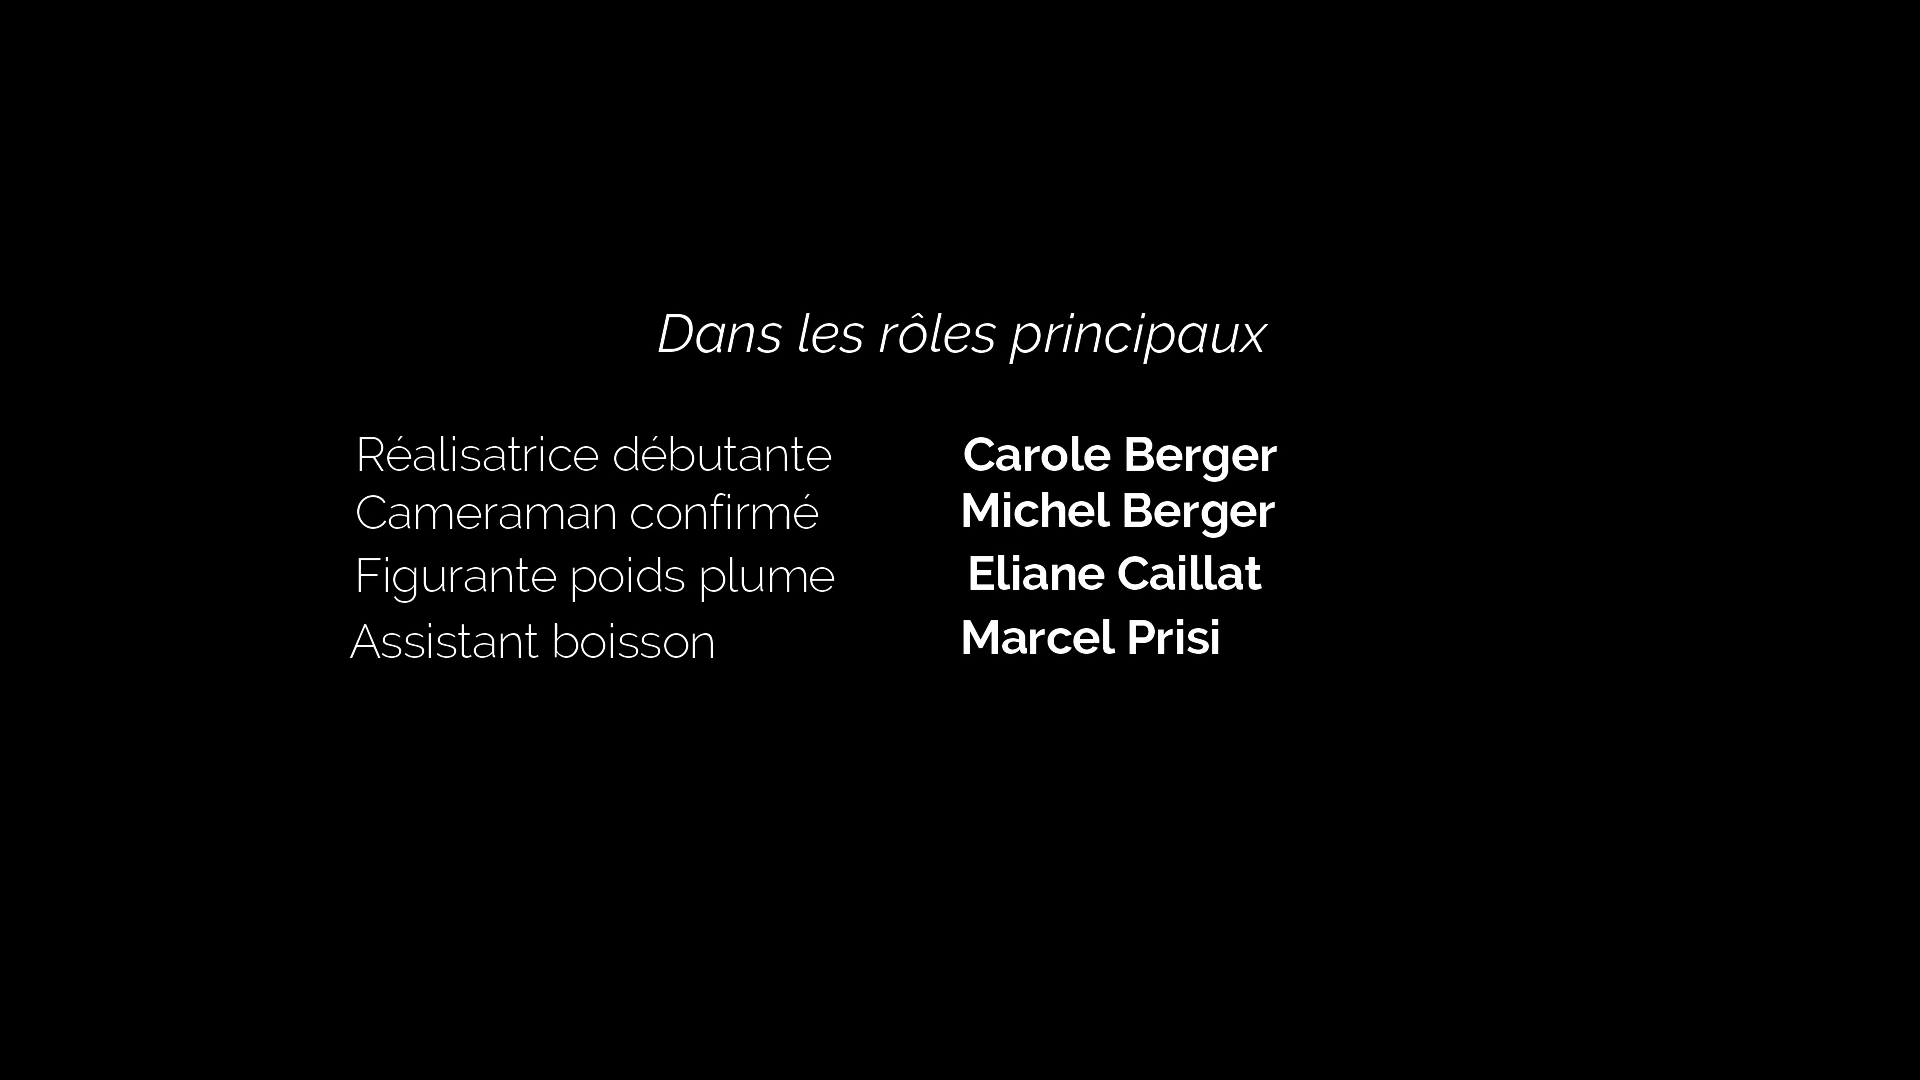 Dans les rôles principaux
Réalisatrice débutante Carole Berger
Cameraman confirmé Michel Berger
Figurante poids plume Eliane Caillat
Assistant boisson Marcel Prisi